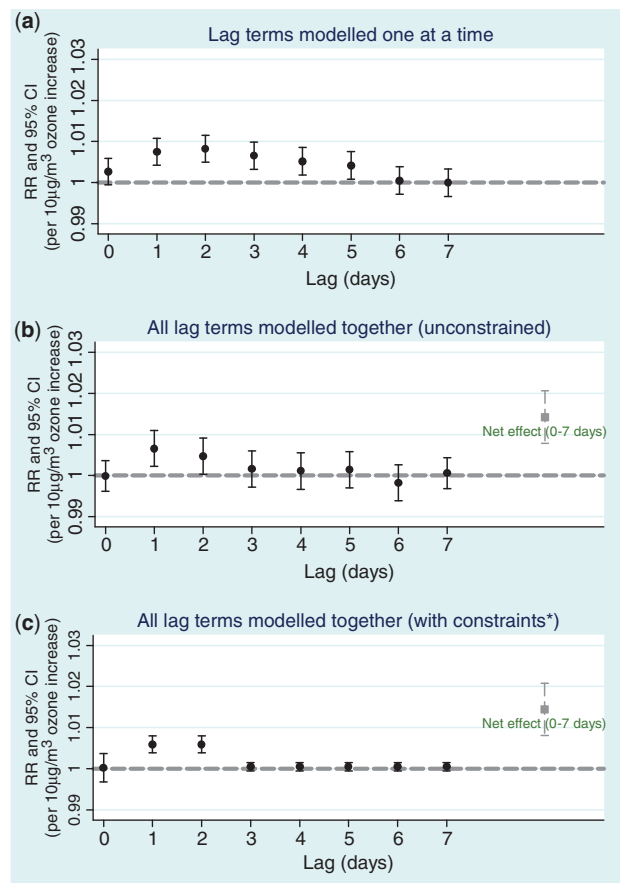 (a)
Lag terms modelled one at a time
RR and 95% CI
(per 10µg/m³ ozone increase)
1.03
1.02
1.01
1
0.99
0 1 2 3 4 5 6 7
Lag (days)
(b)
All lag terms modelled together (unconstrained)
RR and 95% CI
(per 10µg/m³ ozone increase)
1.03
1.02
1.01
1
0.99
Net effect (0-7 days)
0 1 2 3 4 5 6 7
Lag (days)
(c)
All lag terms modelled together (with constraints*)
RR and 95% CI
(per 10µg/m³ ozone increase)
1.03
1.02
1.01
1
0.99
Net effect (0-7 days)
0 1 2 3 4 5 6 7
Lag (days)